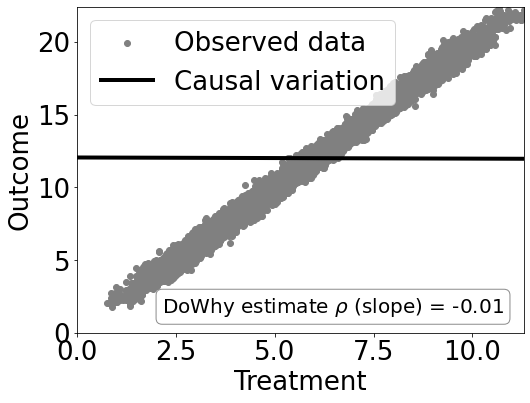 Observed data
Causal variation
20
15
10
5
0
Outcome
DoWhy estimate ρ (slope) = -0.01
0.0 2.5 5.0 7.5 10.0
Treatment